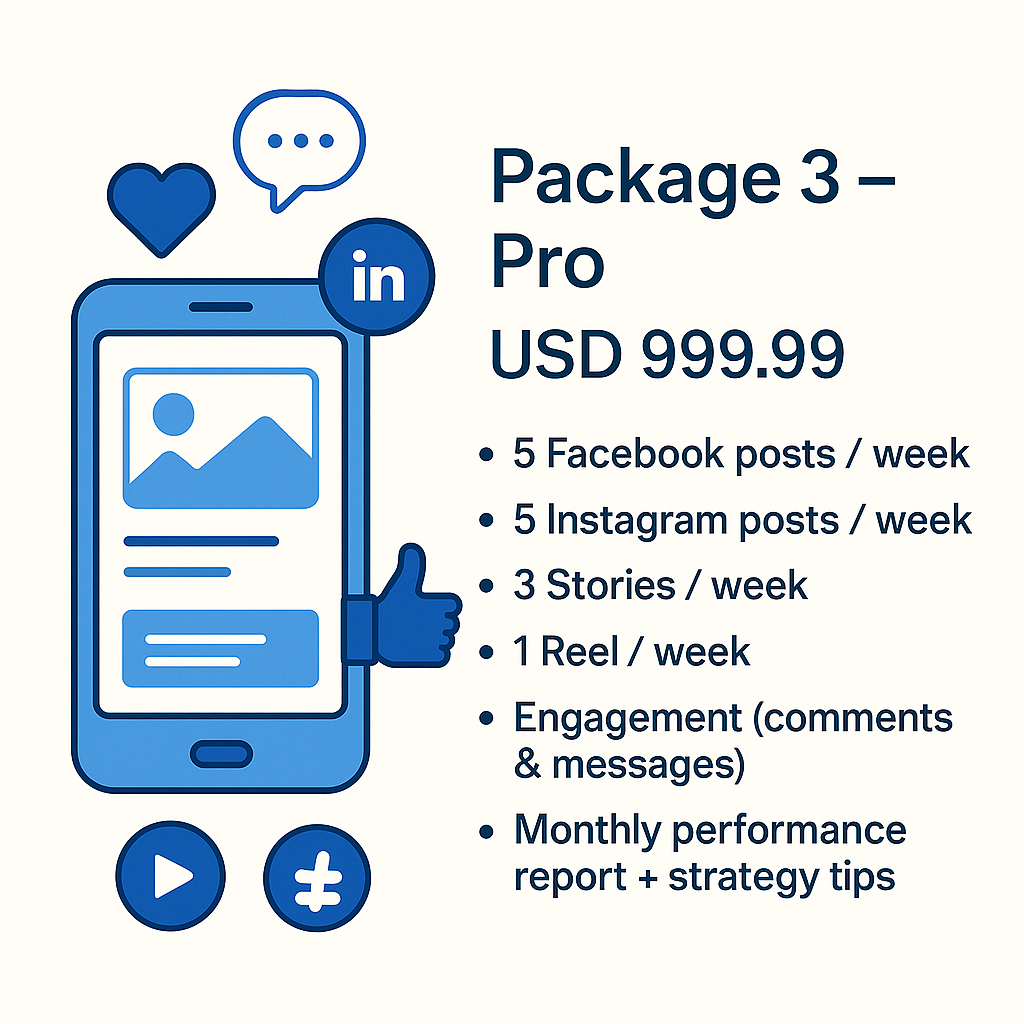 in
Package 3 –
Pro
USD 999.99
• 5 Facebook posts / week
• 5 Instagram posts / week
• 3 Stories / week
• 1 Reel / week
• Engagement (comments
& messages)
• Monthly performance
report + strategy tips